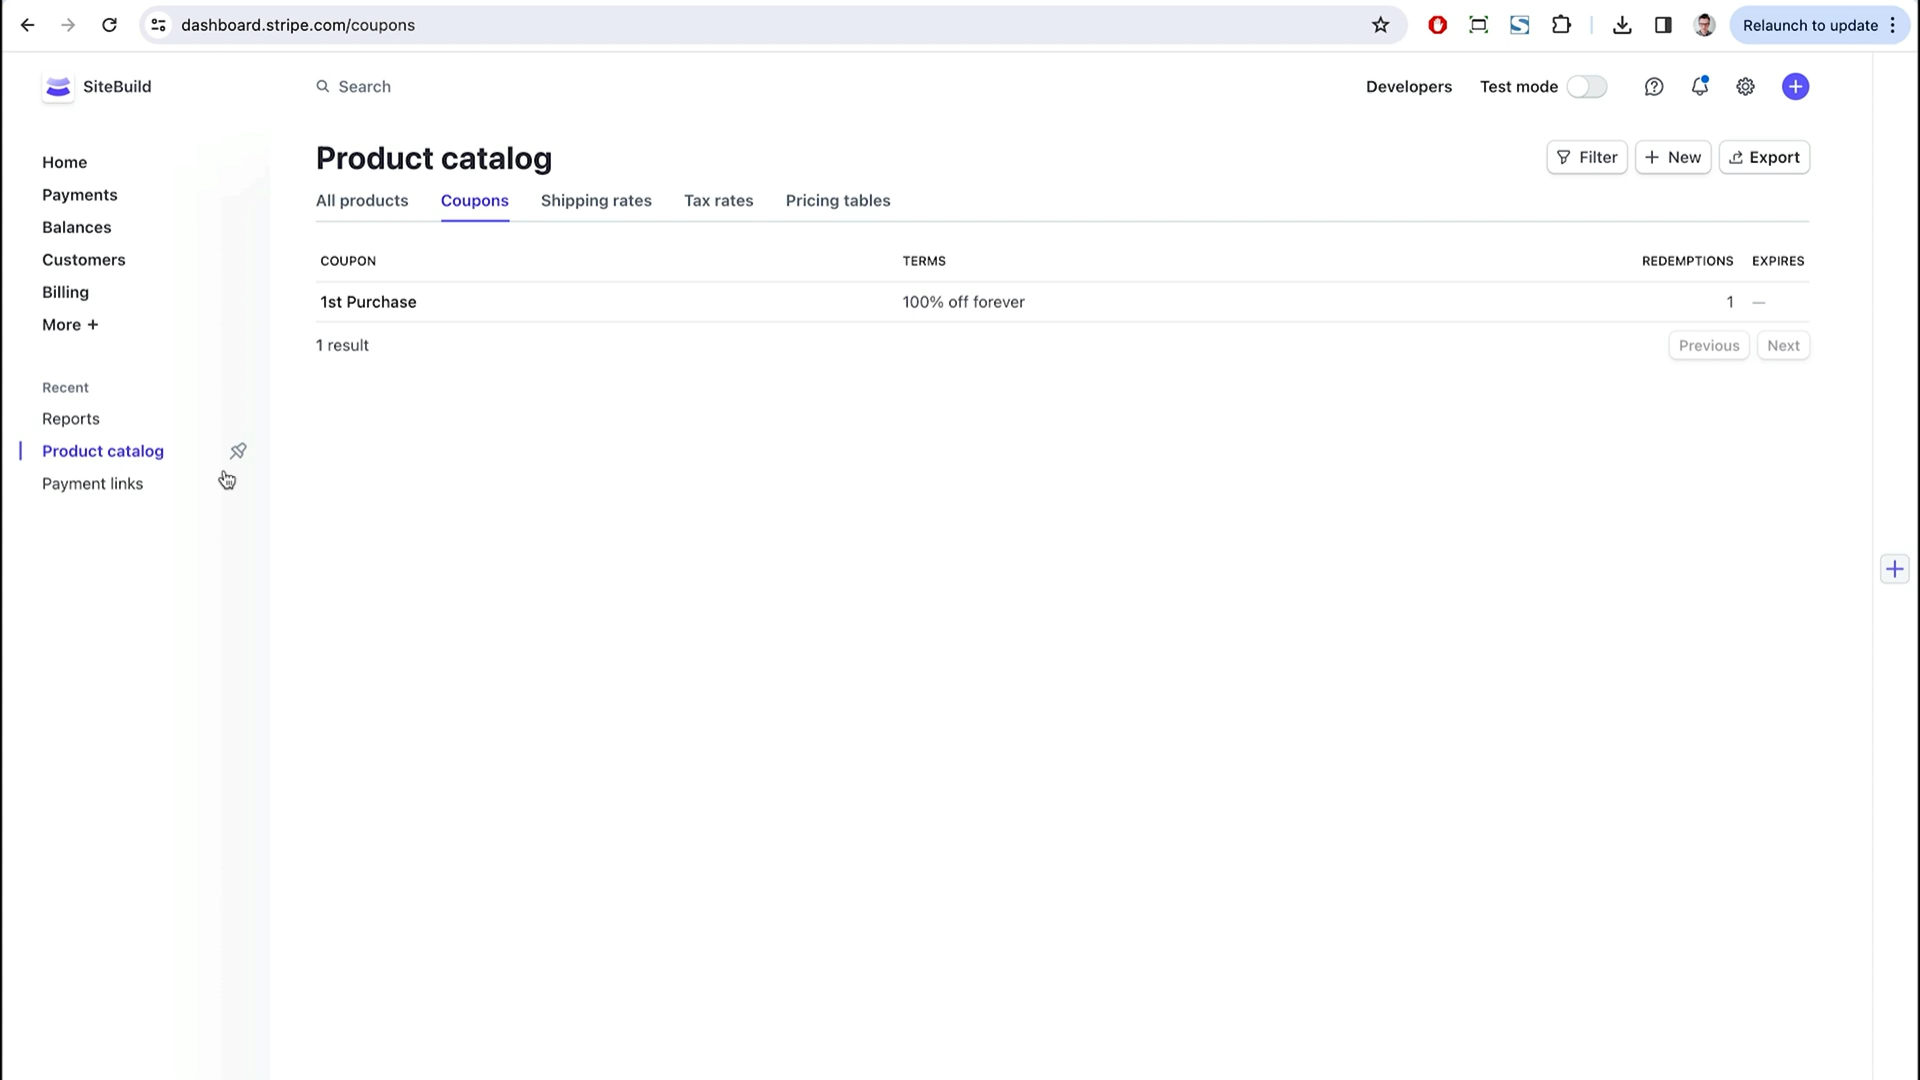 dashboard.stripe.com/coupons
Relaunch to update
SiteBuild
Search
Developers
Test mode
Home
Payments
Balances
Customers
Billing
More +
Recent
Reports
Product catalog
Payment links
Product catalog
Filter
+ New
Export
All products
Coupons
Shipping rates
Tax rates
Pricing tables
COUPON TERMS REDEMPTIONS EXPIRES
1st Purchase 100% off forever 1 —
1 result
Previous
Next